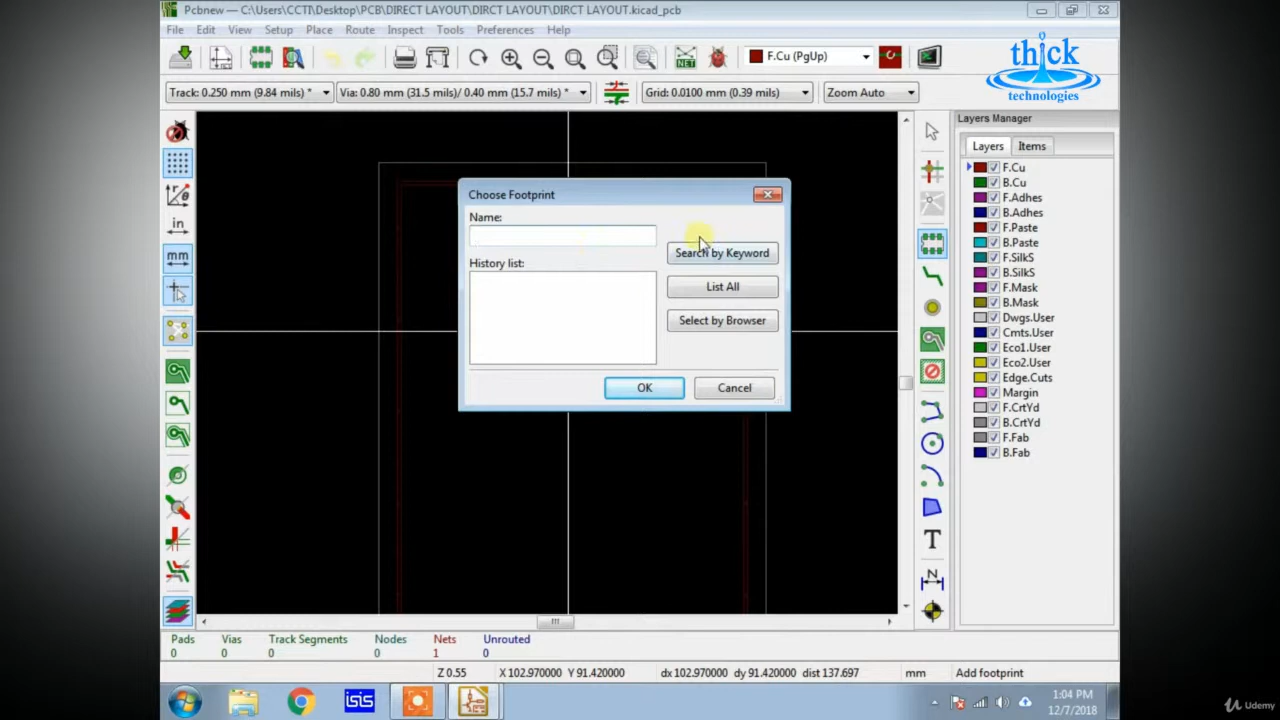 Pcbnew — C:\Users\CCTI\Desktop\PCB\DIRECT LAYOUT\DIRCT LAYOUT\DIRCT LAYOUT.kicad_pcb
File Edit View Setup Place Route Inspect Tools Preferences Help
NET
F.Cu (PgUp)
thick
technologies
Track: 0.250 mm (9.84 mils) *
Via: 0.80 mm (31.5 mils)/ 0.40 mm (15.7 mils) *
Grid: 0.0100 mm (0.39 mils)
Zoom Auto
in
mm
Choose Footprint
Name:
Search by Keyword
History list:
List All
Select by Browser
OK
Cancel
T
N
Layers Manager
Layers
Items
F.Cu
B.Cu
F.Adhes
B.Adhes
F.Paste
B.Paste
F.SilkS
B.SilkS
F.Mask
B.Mask
Dwgs.User
Cmts.User
Eco1.User
Eco2.User
Edge.Cuts
Margin
F.CrtYd
B.CrtYd
F.Fab
B.Fab
Pads Vias Track Segments Nodes Nets Unrouted
0 0 0 0 1 0
Z 0.55 X 102.970000 Y 91.420000 dx 102.970000 dy 91.420000 dist 137.697 mm Add footprint
isis
1:04 PM
12/7/2018
Udemy